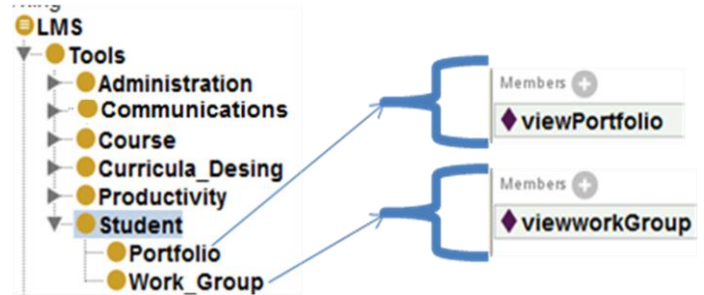 LMS
Tools
Administration
Communications
Course
Curricula_Desing
Productivity
Student
Portfolio
Work_Group
Members
viewPortfolio
Members
viewworkGroup